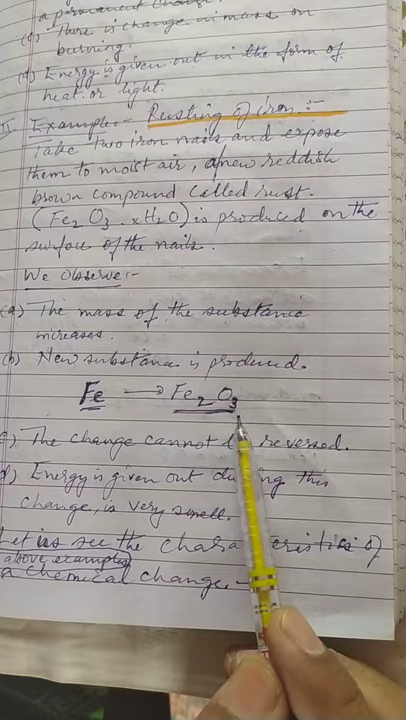 a permanent change.
(c) There is change in mass on
burning.
(d) Energy is given out in the form of
heat or light.
II Example:- Rusting of iron:-
Take two iron nails and expose
them to moist air, a new reddish
brown compound called rust-
(Fe2O3.xH2O) is produced on the
surface of the nails.
We Observe:-
(a) The mass of the substance
increases.
(b) New substance is produced.
Fe → Fe2O3
c) The change cannot be reversed.
d) Energy is given out during this
change, is very small.
Let us see the characteristics of
above examples
a chemical change.-